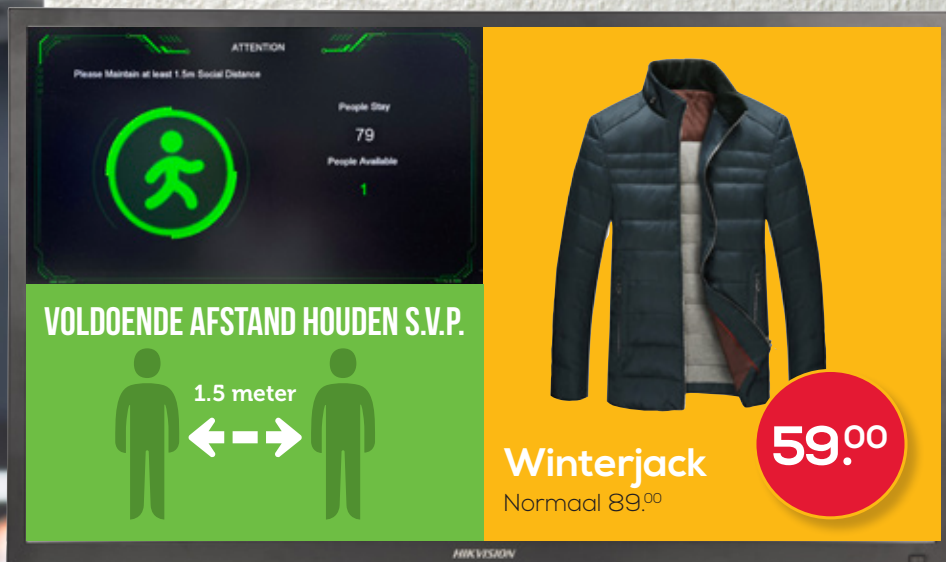 ATTENTION
Please Maintain at least 1.5m Social Distance
People Stay
79
People Available
1
VOLDOENDE AFSTAND HOUDEN S.V.P.
1.5 meter
Winterjack
Normaal 89.00
59.00
HIKVISION